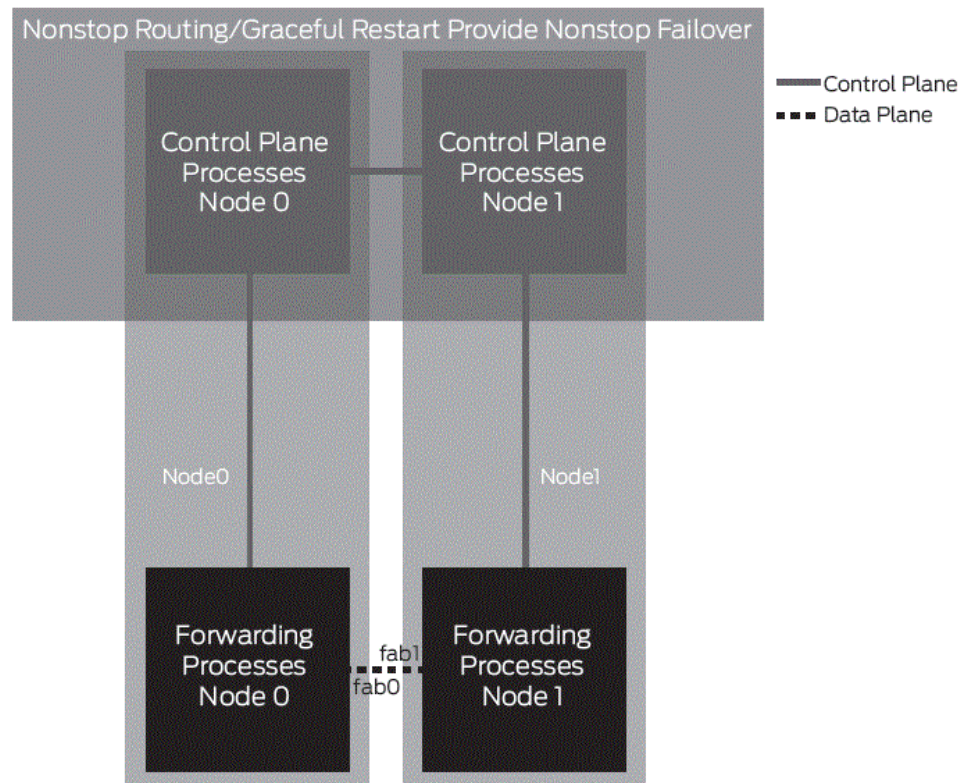 Nonstop Routing/Graceful Restart Provide Nonstop Failover
Control Plane
Data Plane
Control Plane
Processes
Node 0
Control Plane
Processes
Node 1
Node0
Node1
Forwarding
Processes
Node 0
fab1
fab0
Forwarding
Processes
Node 1